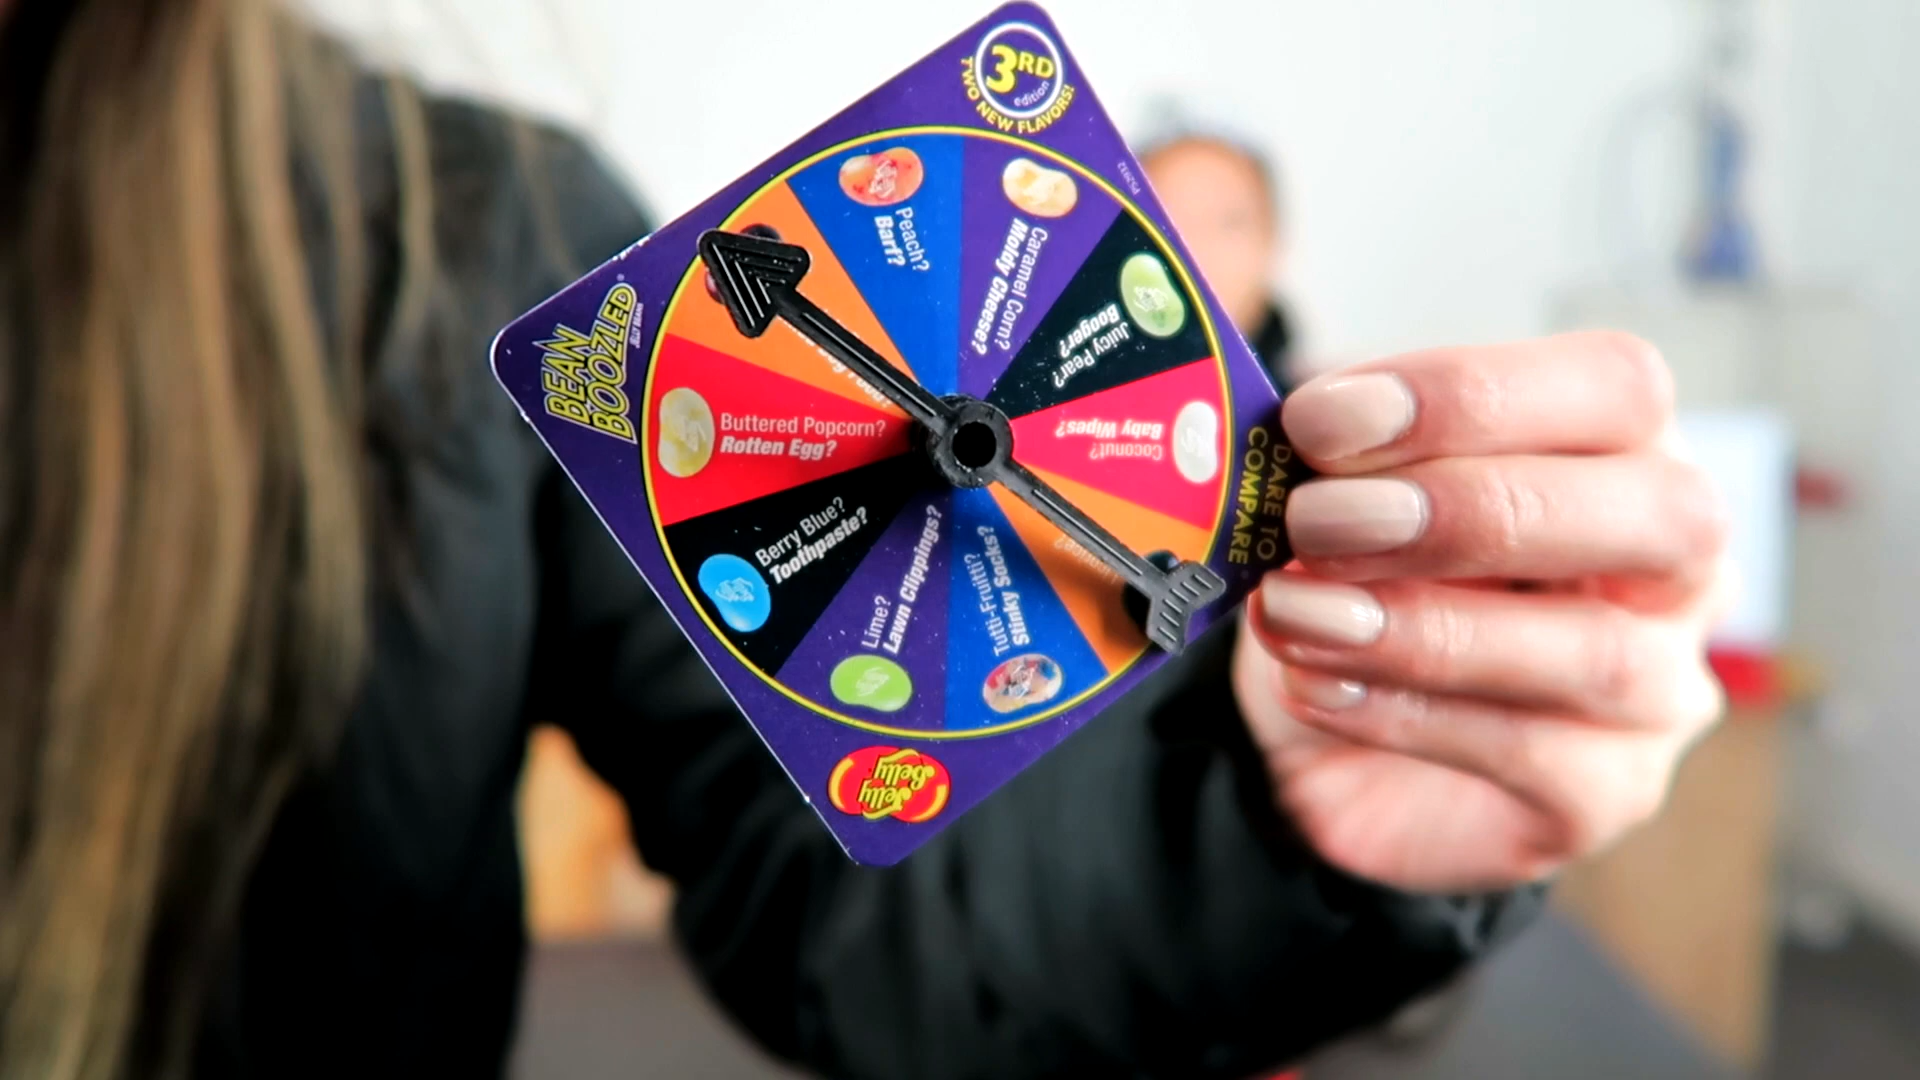 3RD
edition
TWO NEW FLAVORS!
BEAN
BOOZLED
JELLY BEANS
Peach?
Barf?
Caramel Corn?
Moldy Cheese?
Juicy Pear?
Booger?
Coconut?
Baby Wipes?
Tutti-Fruitti?
Stinky Socks?
Lime?
Lawn Clippings?
Berry Blue?
Toothpaste?
Buttered Popcorn?
Rotten Egg?
DARE TO
COMPARE
Jelly
Belly